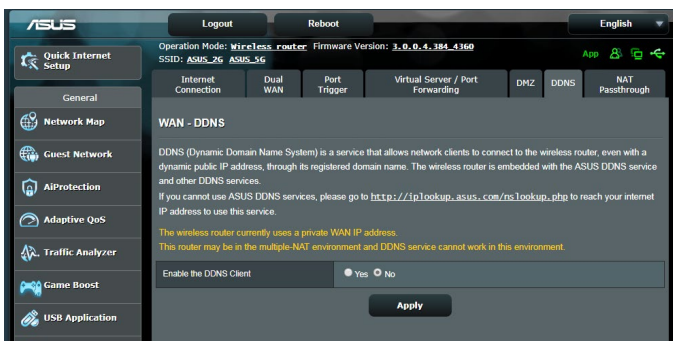 ASUS
Logout
Reboot
English
Quick Internet
Setup
Operation Mode: Wireless router Firmware Version: 3.0.0.4.384_4360
SSID: ASUS_2G ASUS_5G
App
Internet
Connection
Dual
WAN
Port
Trigger
Virtual Server / Port
Forwarding
DMZ
DDNS
NAT
Passthrough
General
Network Map
Guest Network
AiProtection
Adaptive QoS
Traffic Analyzer
Game Boost
USB Application
WAN - DDNS
DDNS (Dynamic Domain Name System) is a service that allows network clients to connect to the wireless router, even with a
dynamic public IP address, through its registered domain name. The wireless router is embedded with the ASUS DDNS service
and other DDNS services.
If you cannot use ASUS DDNS services, please go to http://iplookup.asus.com/nslookup.php to reach your internet
IP address to use this service.
The wireless router currently uses a private WAN IP
address.
This router may be in the multiple-NAT environment and DDNS service cannot work in this environment.
Enable the DDNS Client
Yes No
Apply